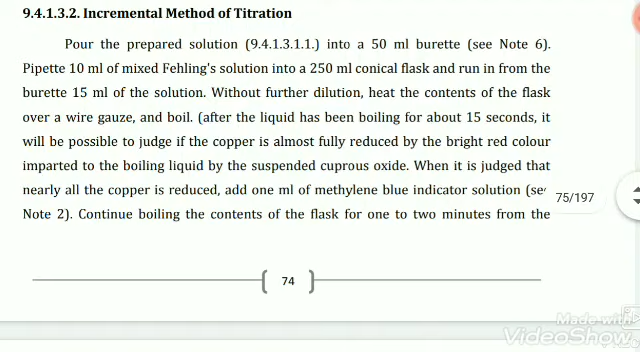 9.4.1.3.2. Incremental Method of Titration
Pour the prepared solution (9.4.1.3.1.1.) into a 50 ml burette (see Note 6).
Pipette 10 ml of mixed Fehling's solution into a 250 ml conical flask and run in from the
burette 15 ml of the solution. Without further dilution, heat the contents of the flask
over a wire gauze, and boil. (after the liquid has been boiling for about 15 seconds, it
will be possible to judge if the copper is almost fully reduced by the bright red colour
imparted to the boiling liquid by the suspended cuprous oxide. When it is judged that
nearly all the copper is reduced, add one ml of methylene blue indicator solution (se
75/197
Note 2). Continue boiling the contents of the flask for one to two minutes from the
74
Made with
VideoShow